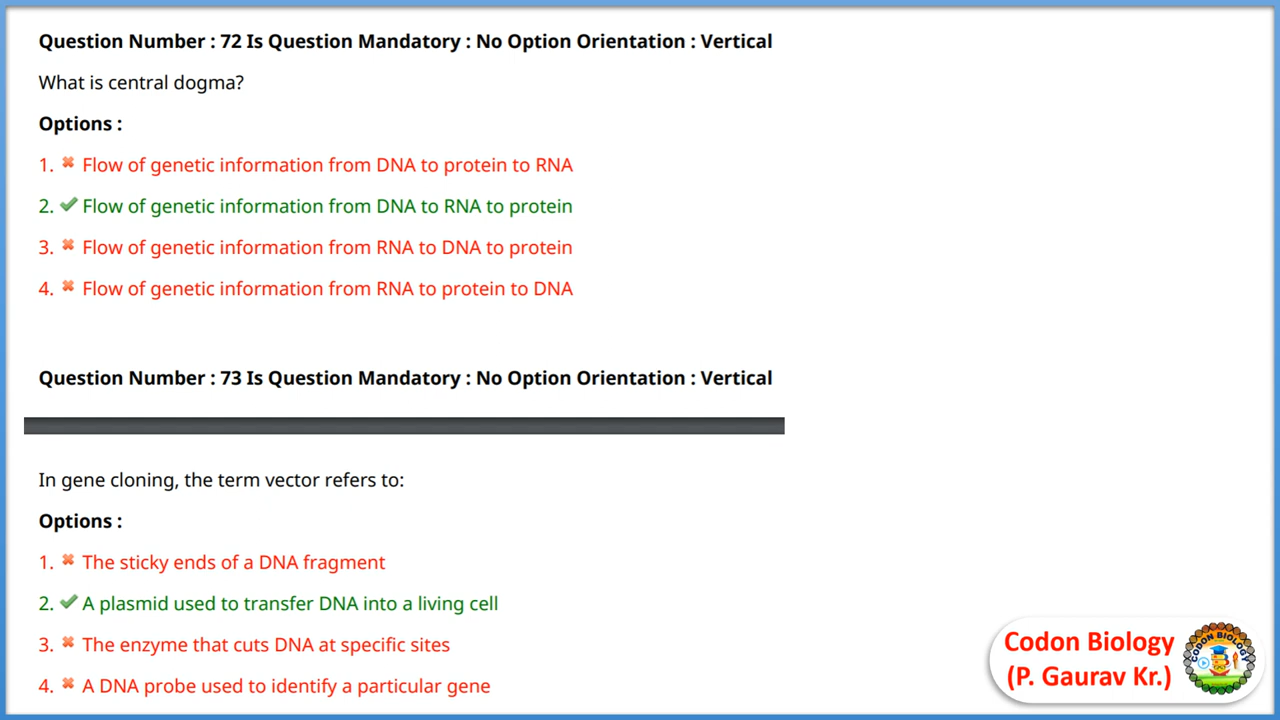 Question Number : 72 Is Question Mandatory : No Option Orientation : Vertical
What is central dogma?
Options :
1. ✖ Flow of genetic information from DNA to protein to RNA
2. ✔ Flow of genetic information from DNA to RNA to protein
3. ✖ Flow of genetic information from RNA to DNA to protein
4. ✖ Flow of genetic information from RNA to protein to DNA
Question Number : 73 Is Question Mandatory : No Option Orientation : Vertical
In gene cloning, the term vector refers to:
Options :
1. ✖ The sticky ends of a DNA fragment
2. ✔ A plasmid used to transfer DNA into a living cell
3. ✖ The enzyme that cuts DNA at specific sites
4. ✖ A DNA probe used to identify a particular gene
Codon Biology
(P. Gaurav Kr.)
CODON BIOLOGY